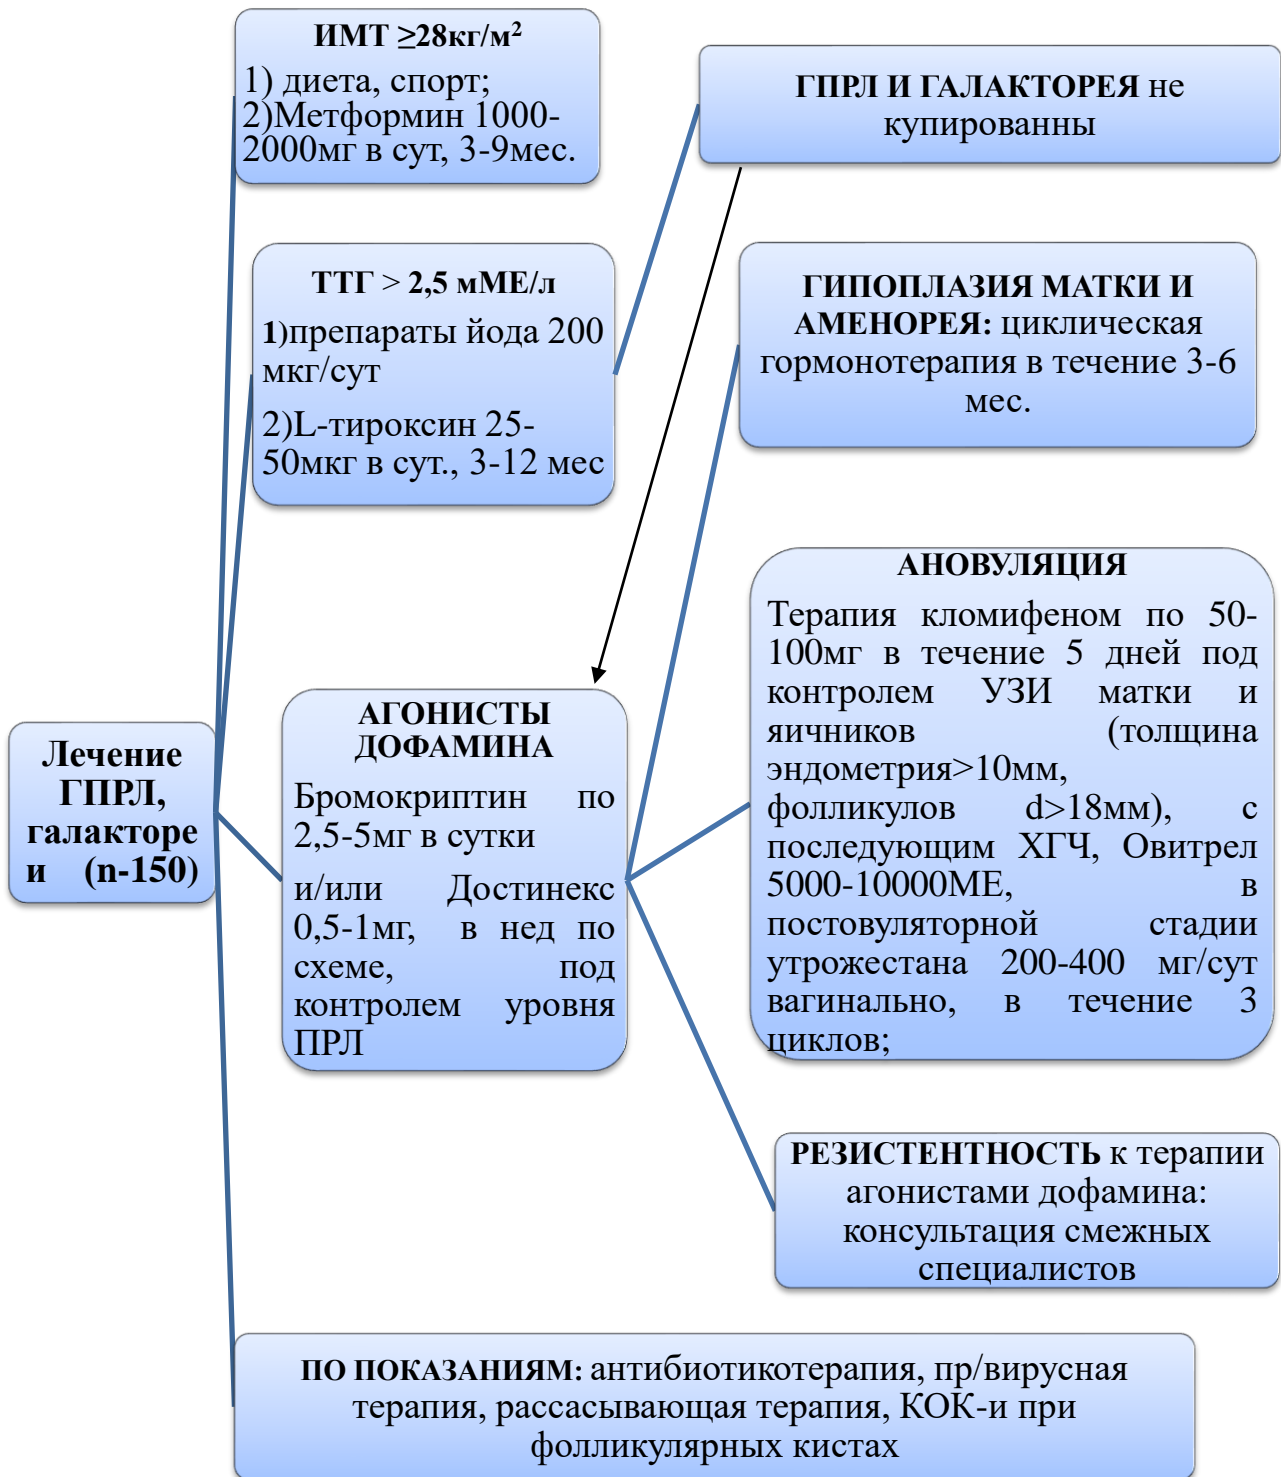 ИМТ ≥28кг/м²
1) диета, спорт;
2)Метформин 1000-
2000мг в сут, 3-9мес.
ГПРЛ И ГАЛАКТОРЕЯ не
купированны
ТТГ > 2,5 мМЕ/л
1)препараты йода 200
мкг/сут
2)L-тироксин 25-
50мкг в сут., 3-12 мес
ГИПОПЛАЗИЯ МАТКИ И
АМЕНОРЕЯ: циклическая
гормонотерапия в течение 3-6
мес.
Лечение
ГПРЛ,
галакторе
и (n-150)
АГОНИСТЫ
ДОФАМИНА
Бромокриптин по
2,5-5мг в сутки
и/или Достинекс
0,5-1мг, в нед по
схеме, под
контролем уровня
ПРЛ
АНОВУЛЯЦИЯ
Терапия кломифеном по 50-
100мг в течение 5 дней под
контролем УЗИ матки и
яичников (толщина
эндометрия>10мм,
фолликулов d>18мм), с
последующим ХГЧ, Овитрел
5000-10000МЕ, в
постовуляторной стадии
утрожестана 200-400 мг/сут
вагинально, в течение 3
циклов;
РЕЗИСТЕНТНОСТЬ к терапии
агонистами дофамина:
консультация смежных
специалистов
ПО ПОКАЗАНИЯМ: антибиотикотерапия, пр/вирусная
терапия, рассасывающая терапия, КОК-и при
фолликулярных кистах